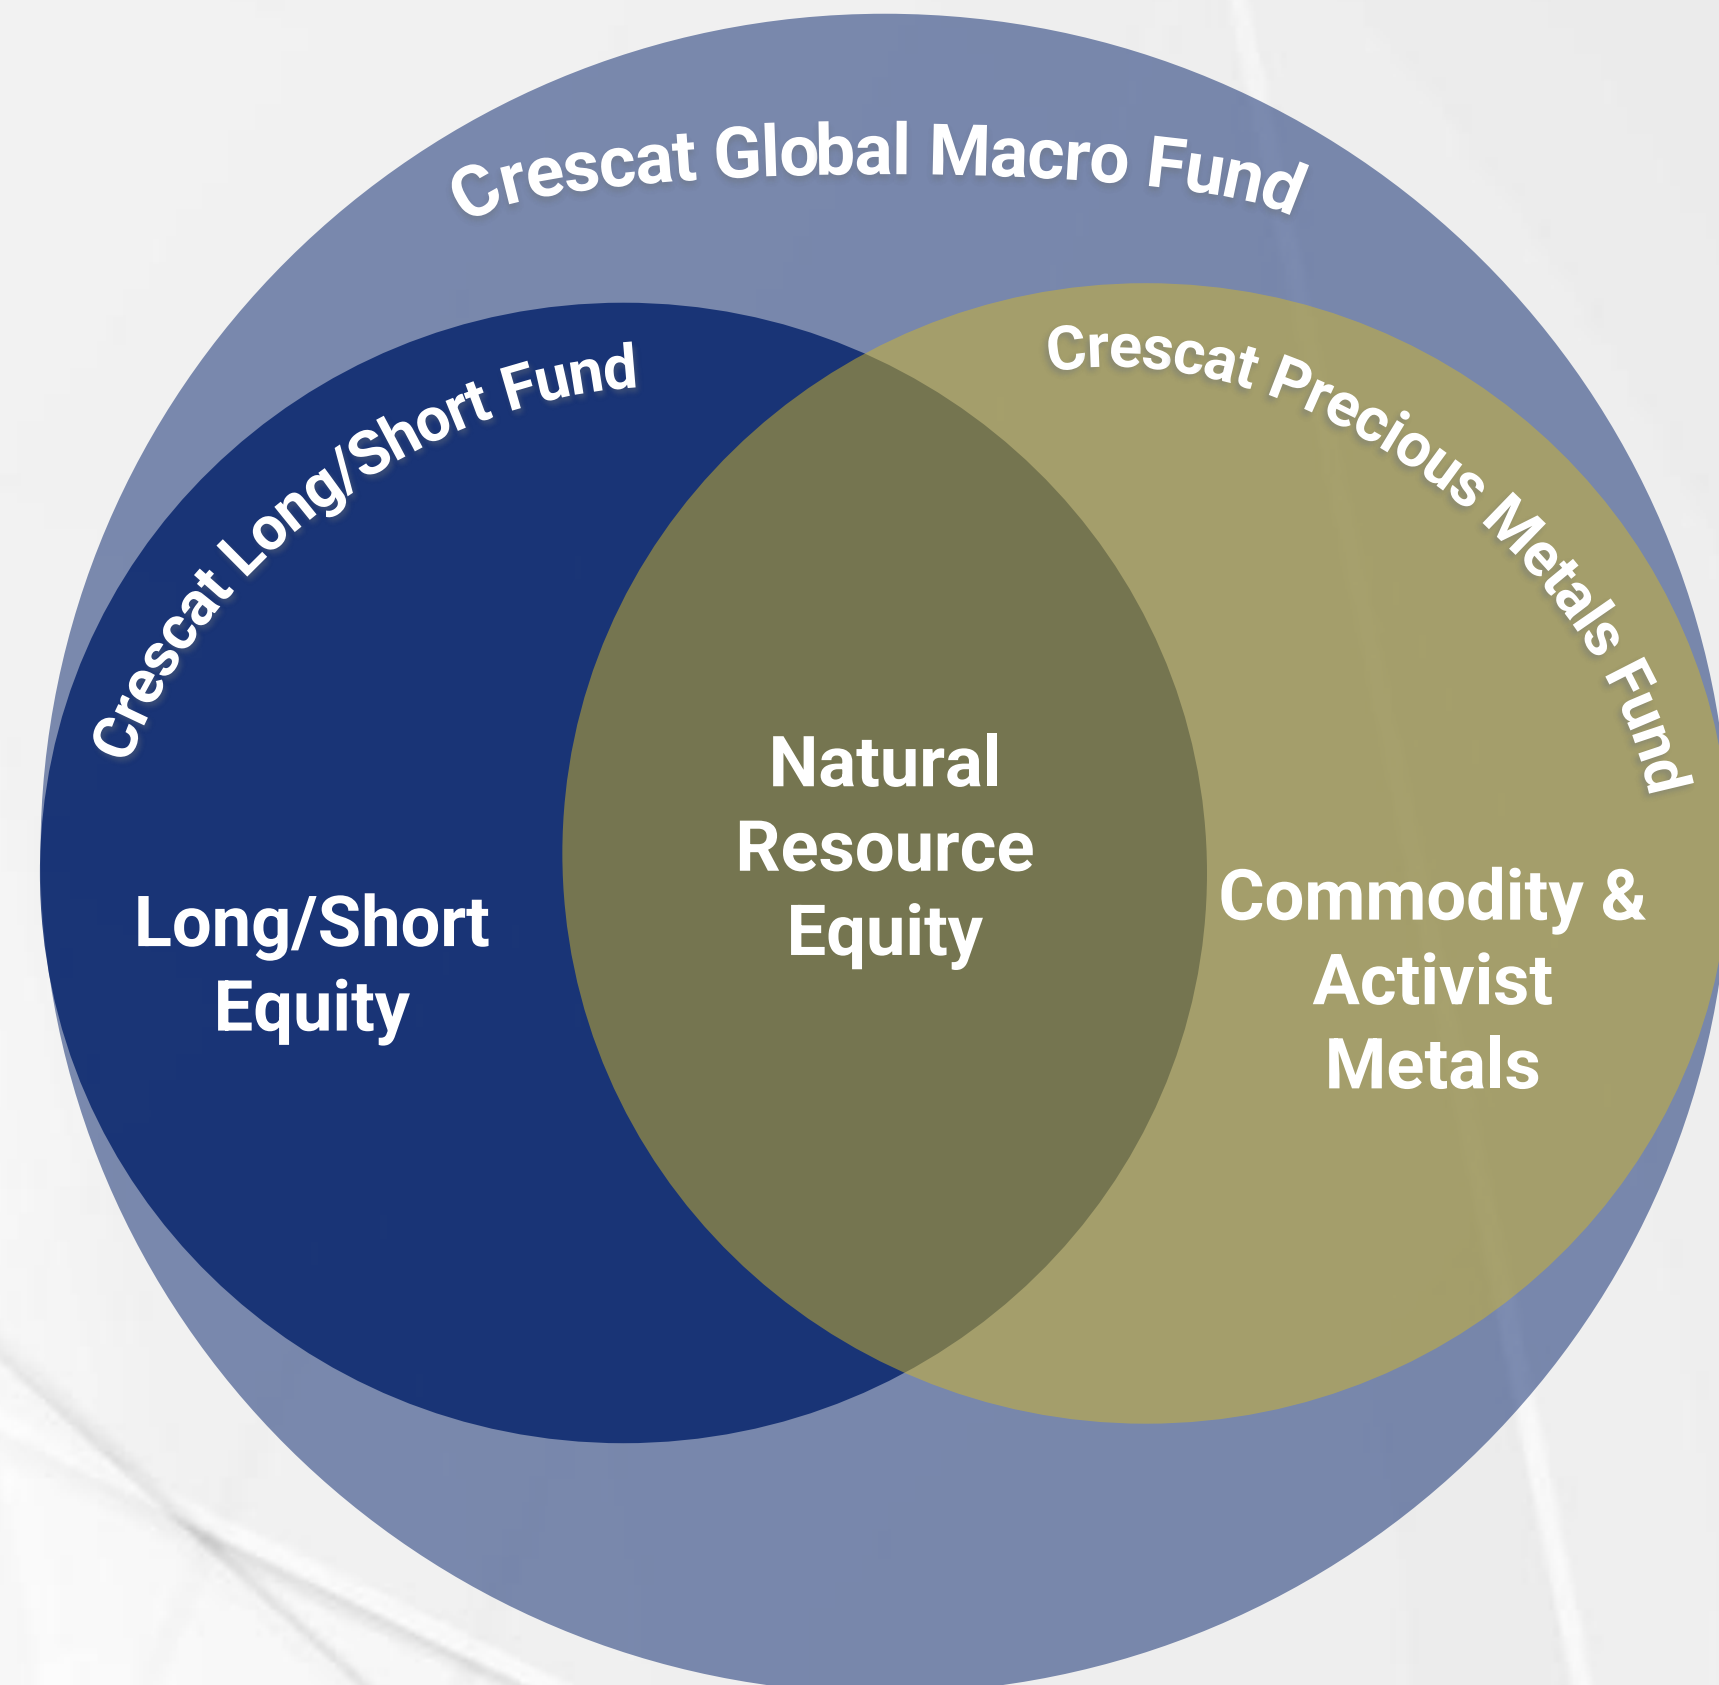 Crescat Global Macro Fund
Crescat Long/Short Fund
Crescat Precious Metals Fund
Long/Short
Equity
Natural
Resource
Equity
Commodity &
Activist
Metals